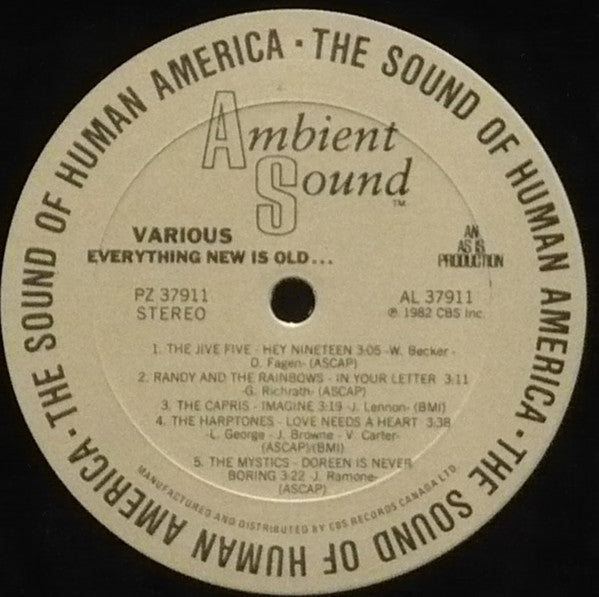 THE SOUND OF HUMAN AMERICA · THE SOUND OF HUMAN AMERICA · THE SOUND OF HUMAN AMERICA ·
Ambient
Sound
TM
VARIOUS
EVERYTHING NEW IS OLD...
AN
AS IS
PRODUCTION
PZ 37911
STEREO
AL 37911
℗ 1982 CBS Inc.
1. THE JIVE FIVE - HEY NINETEEN 3:05 -W. Becker -
D. Fagen- (ASCAP)
2. RANDY AND THE RAINBOWS - IN YOUR LETTER 3:11
-G. Richrath- (ASCAP)
3. THE CAPRIS - IMAGINE 3:19 -J. Lennon- (BMI)
4. THE HARPTONES - LOVE NEEDS A HEART 3:38
-L. George - J. Browne - V. Carter-
(ASCAP)/(BMI)
5. THE MYSTICS - DOREEN IS NEVER
BORING 3:22 -J. Ramone-
(ASCAP)
MANUFACTURED AND DISTRIBUTED BY CBS RECORDS CANADA LTD.